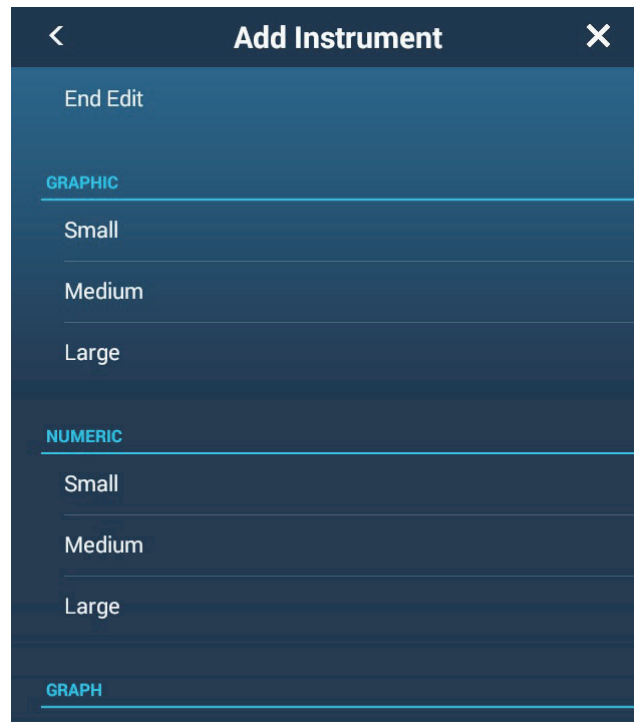 Add Instrument
End Edit
GRAPHIC
Small
Medium
Large
NUMERIC
Small
Medium
Large
GRAPH